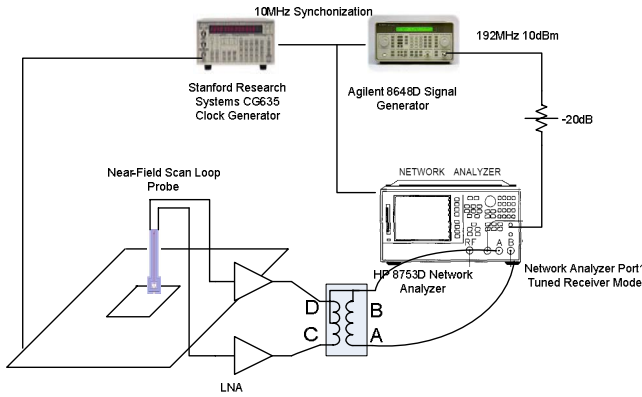 10MHz Synchonization
192MHz 10dBm
Stanford Research
Systems CG635
Clock Generator
Agilent 8648D Signal
Generator
-20dB
NETWORK ANALYZER
Near-Field Scan Loop
Probe
RF
A
B
HP 8753D Network
Analyzer
Network Analyzer Port1
Tuned Receiver Mode
D
B
C
A
LNA